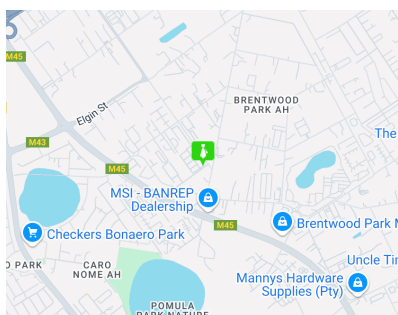 M45
BRENTWOOD
PARK AH
Elgin St
The
M43
M45
MSI - BANREP
Dealership
M45
Brentwood Park M
Checkers Bonaero Park
Uncle Tir
O PARK
CARO
NOME AH
Mannys Hardware
Supplies (Pty)
POMULA
PARK NATURE